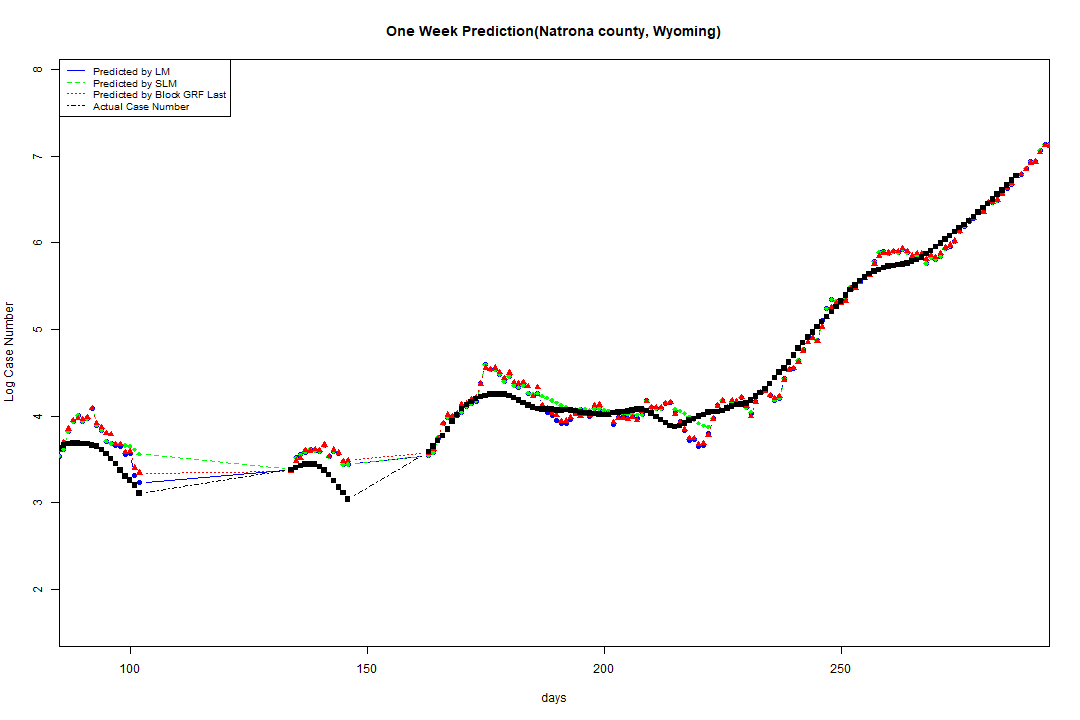 One Week Prediction(Natrona county, Wyoming)
Predicted by LM
Predicted by SLM
Predicted by Block GRF Last
Actual Case Number
8
7
6
5
4
3
2
Log Case Number
100 150 200 250
days